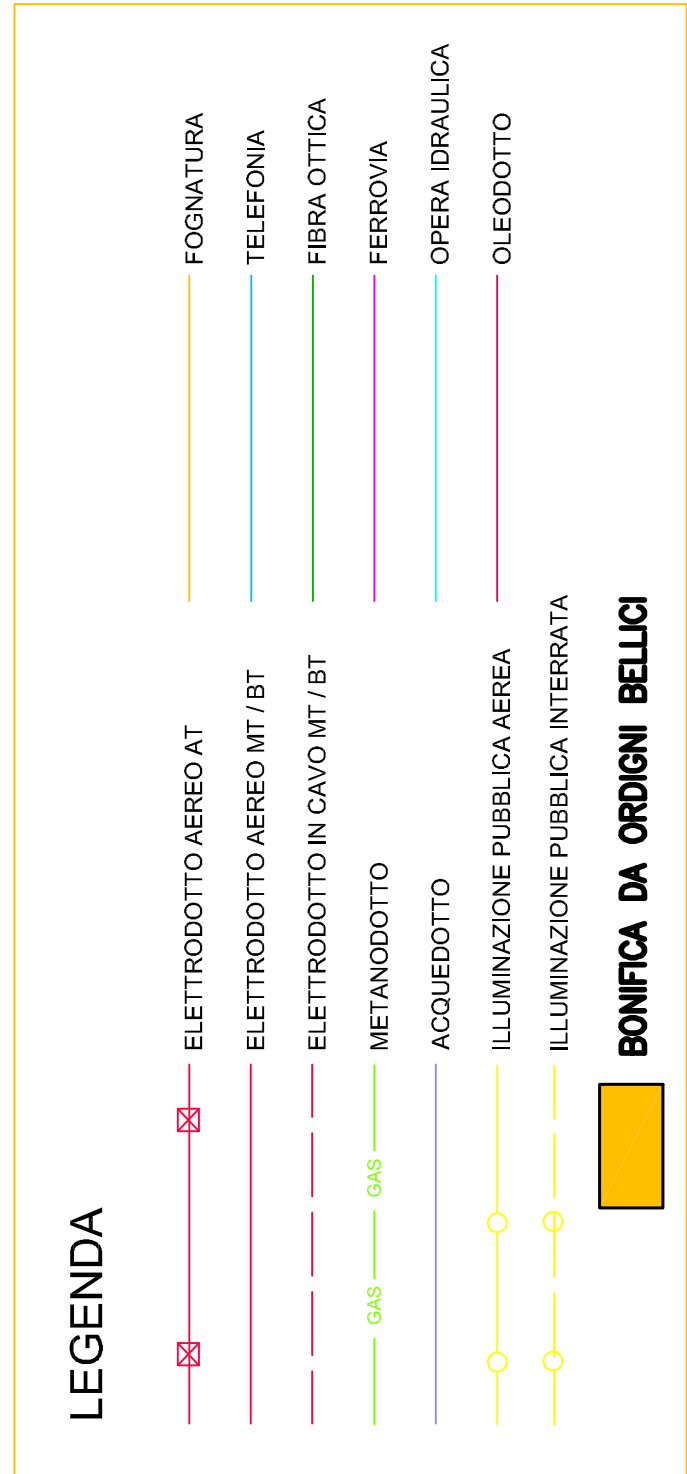 LEGENDA
ELETTRODOTTO AEREO AT
ELETTRODOTTO AEREO MT / BT
ELETTRODOTTO IN CAVO MT / BT
GAS GAS METANODOTTO
ACQUEDOTTO
ILLUMINAZIONE PUBBLICA AEREA
ILLUMINAZIONE PUBBLICA INTERRATA
BONIFICA DA ORDIGNI BELLICI
FOGNATURA
TELEFONIA
FIBRA OTTICA
FERROVIA
OPERA IDRAULICA
OLEODOTTO